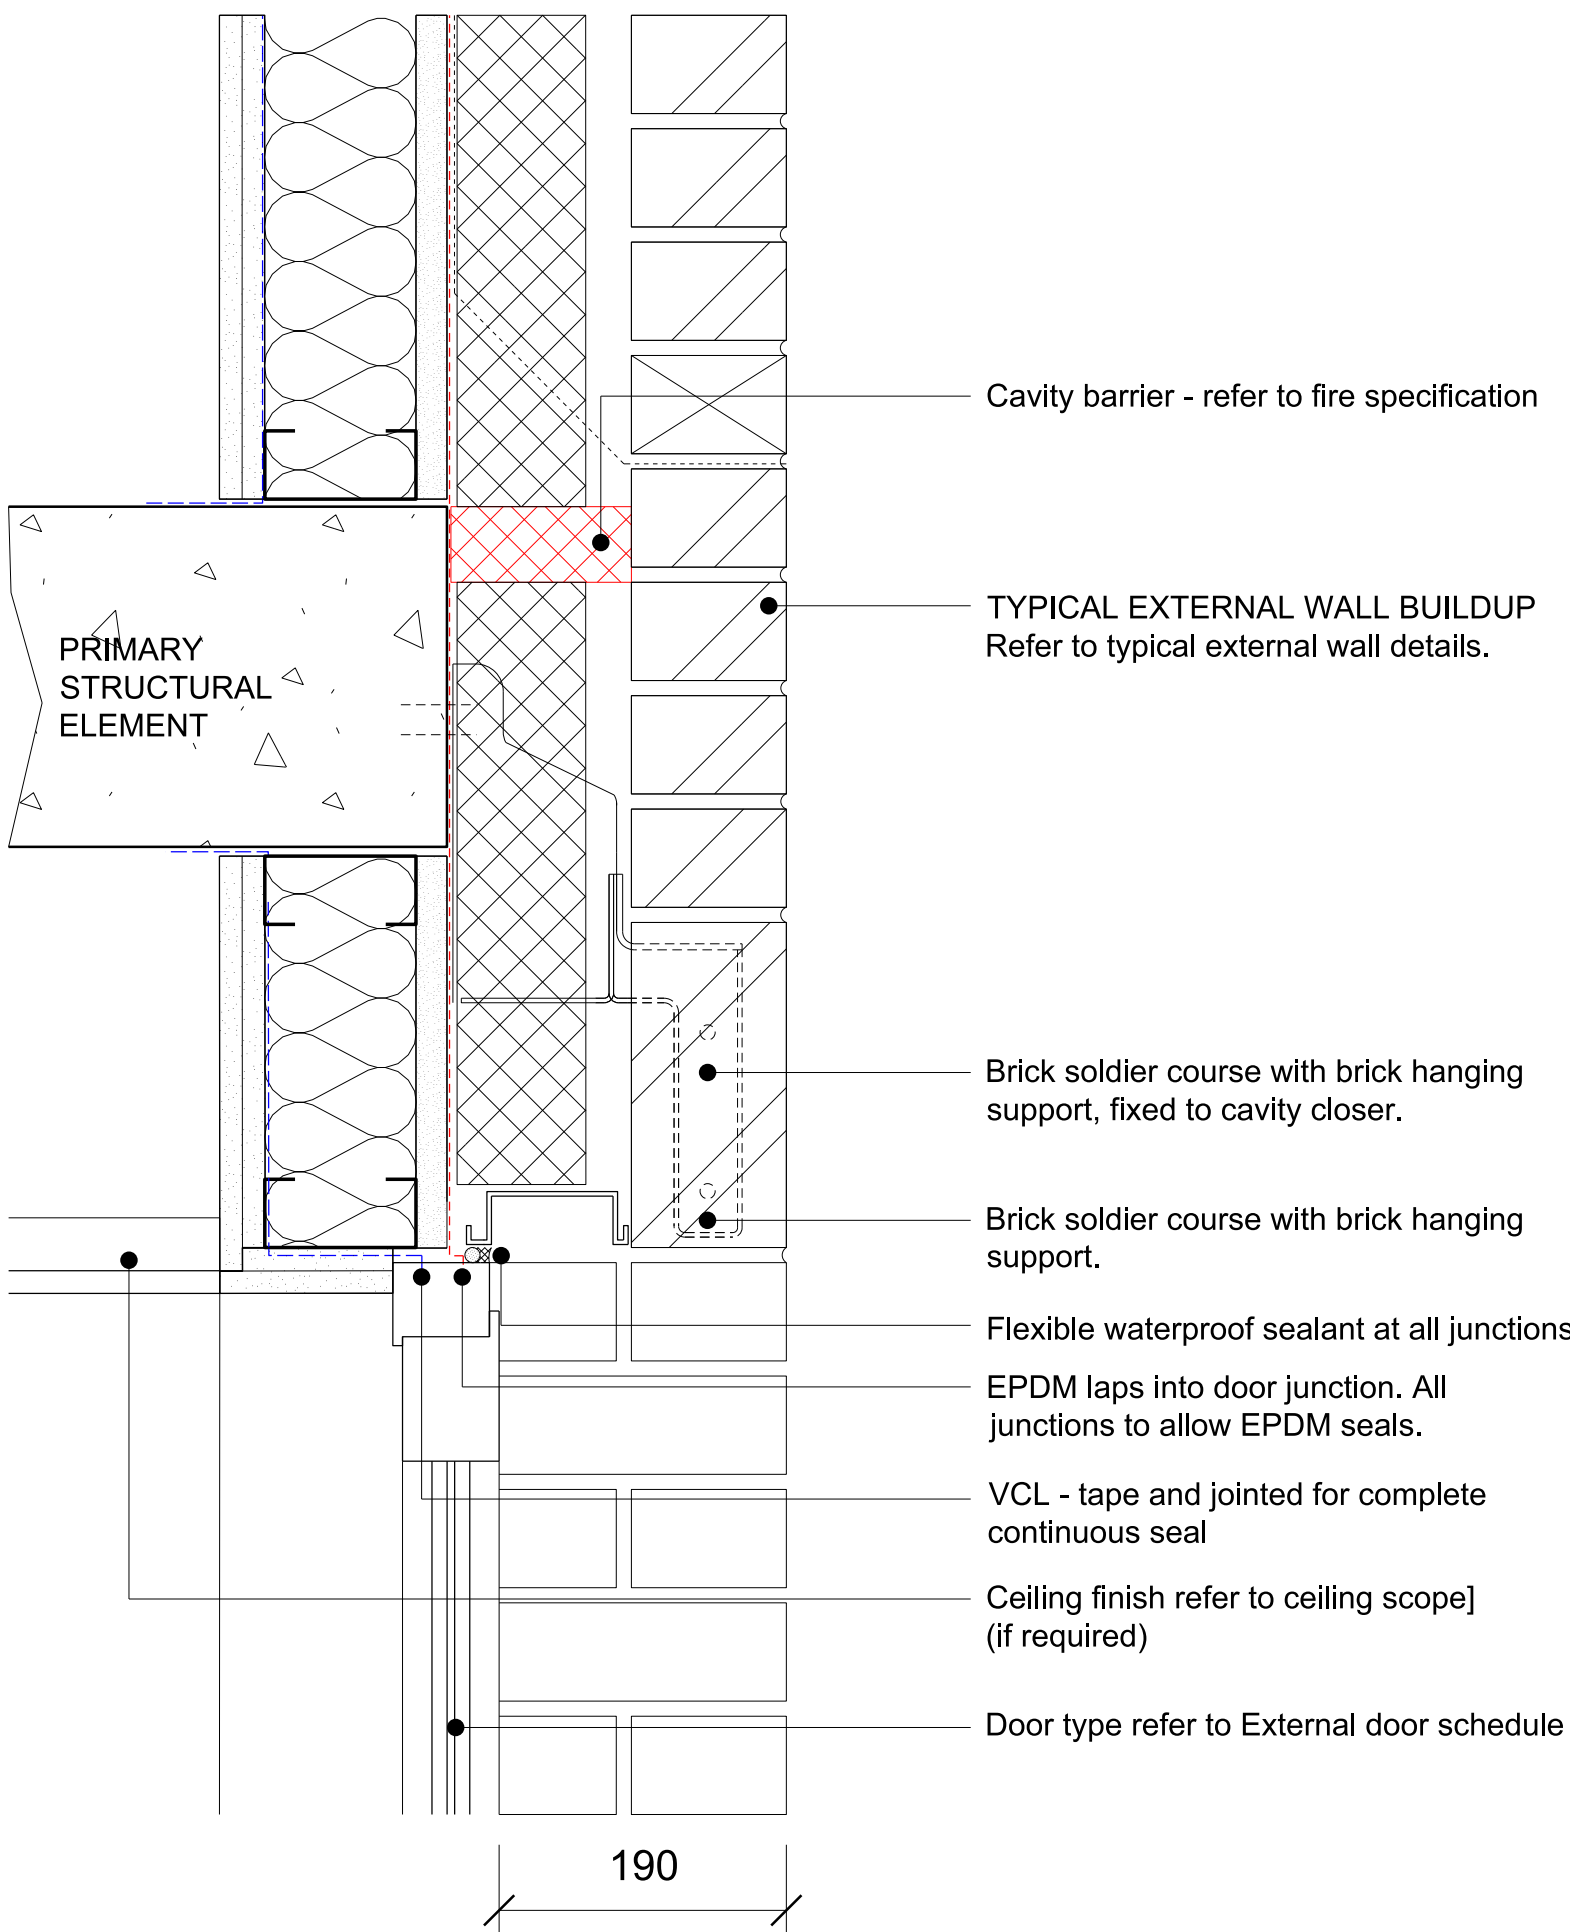 Cavity barrier - refer to fire specification
TYPICAL EXTERNAL WALL BUILDUP
Refer to typical external wall details.
PRIMARY
STRUCTURAL
ELEMENT
Brick soldier course with brick hanging
support, fixed to cavity closer.
Brick soldier course with brick hanging
support.
Flexible waterproof sealant at all junctions
EPDM laps into door junction. All
junctions to allow EPDM seals.
VCL - tape and jointed for complete
continuous seal
Ceiling finish refer to ceiling scope]
(if required)
Door type refer to External door schedule
190